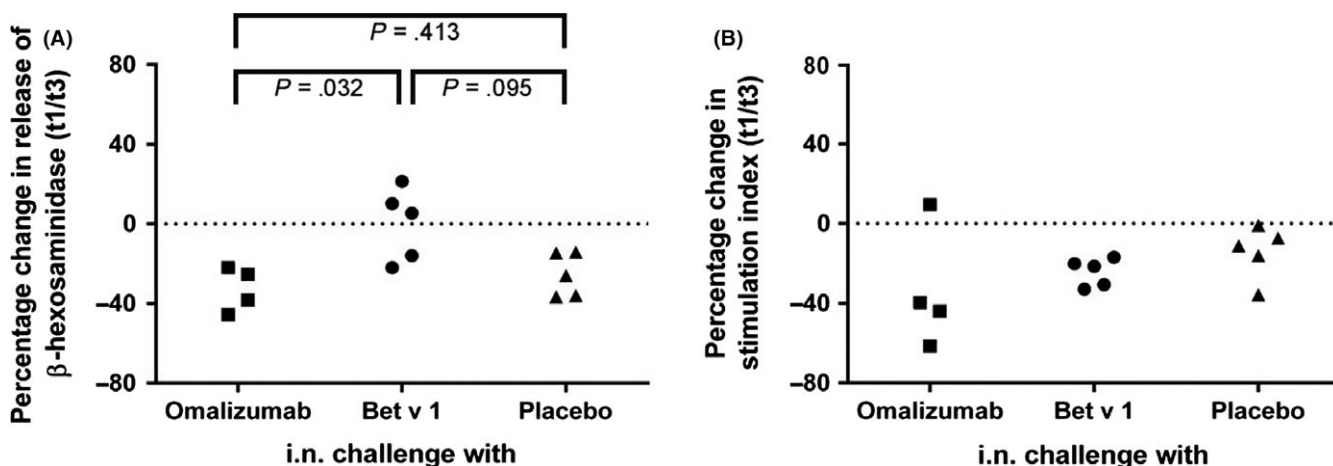 (A)
Percentage change in release of
β-hexosaminidase (t1/t3)
P = .413
P = .032
P = .095
80
40
0
–40
–80
Omalizumab
Bet v 1
Placebo
i.n. challenge with
(B)
Percentage change in
stimulation index (t1/t3)
80
40
0
–40
–80
Omalizumab
Bet v 1
Placebo
i.n. challenge with